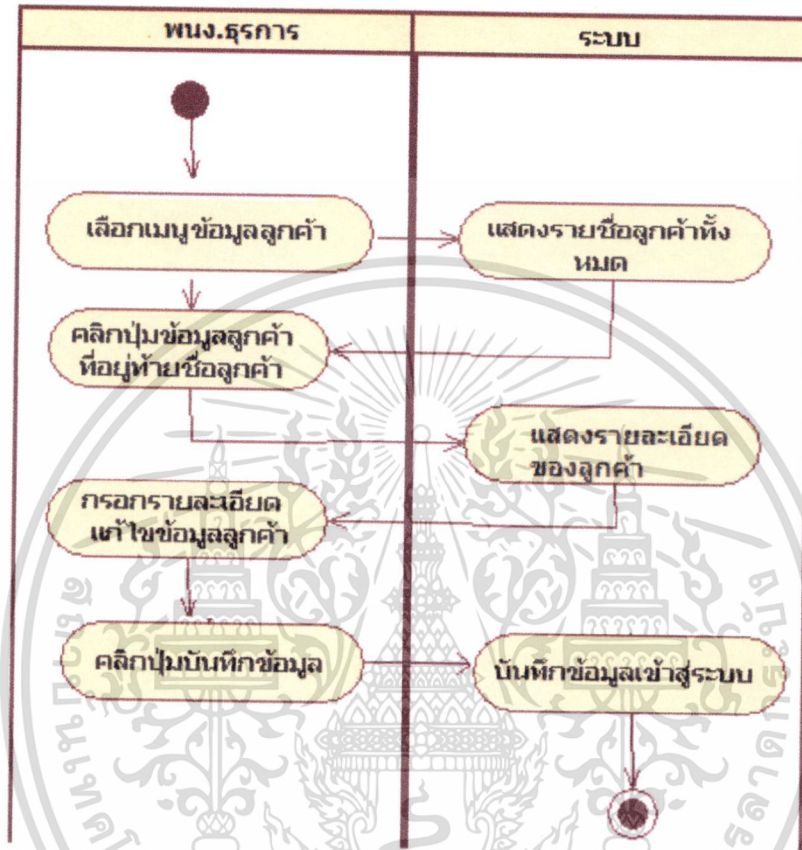 พนง.ธุรการ
ระบบ
เลือกเมนูข้อมูลลูกค้า
แสดงรายชื่อลูกค้าทั้ง
หมด
คลิกปุ่มข้อมูลลูกค้า
ที่อยู่ท้ายชื่อลูกค้า
แสดงรายละเอียด
ของลูกค้า
กรอกรายละเอียด
แก้ไขข้อมูลลูกค้า
คลิกปุ่มบันทึกข้อมูล
บันทึกข้อมูลเข้าสู่ระบบ